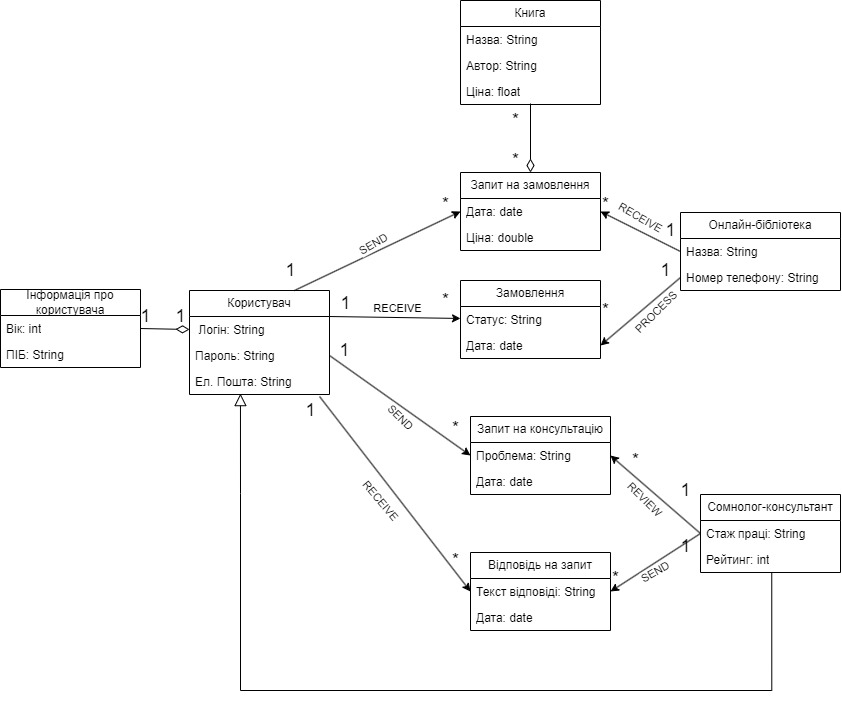 Книга
Назва: String
Автор: String
Ціна: float
*
*
Запит на замовлення
Дата: date
Ціна: double
*
*
SEND
1
RECEIVE
1
Онлайн-бібліотека
Назва: String
Номер телефону: String
1
PROCESS
*
Замовлення
Статус: String
Дата: date
*
RECEIVE
1
Інформація про
користувача
Вік: int
ПІБ: String
1
1
Користувач
Логін: String
Пароль: String
Ел. Пошта: String
1
SEND
*
1
RECEIVE
*
Запит на консультацію
Проблема: String
Дата: date
*
REVIEW
1
Сомнолог-консультант
Стаж праці: String
Рейтинг: int
1
SEND
*
Відповідь на запит
Текст відповіді: String
Дата: date